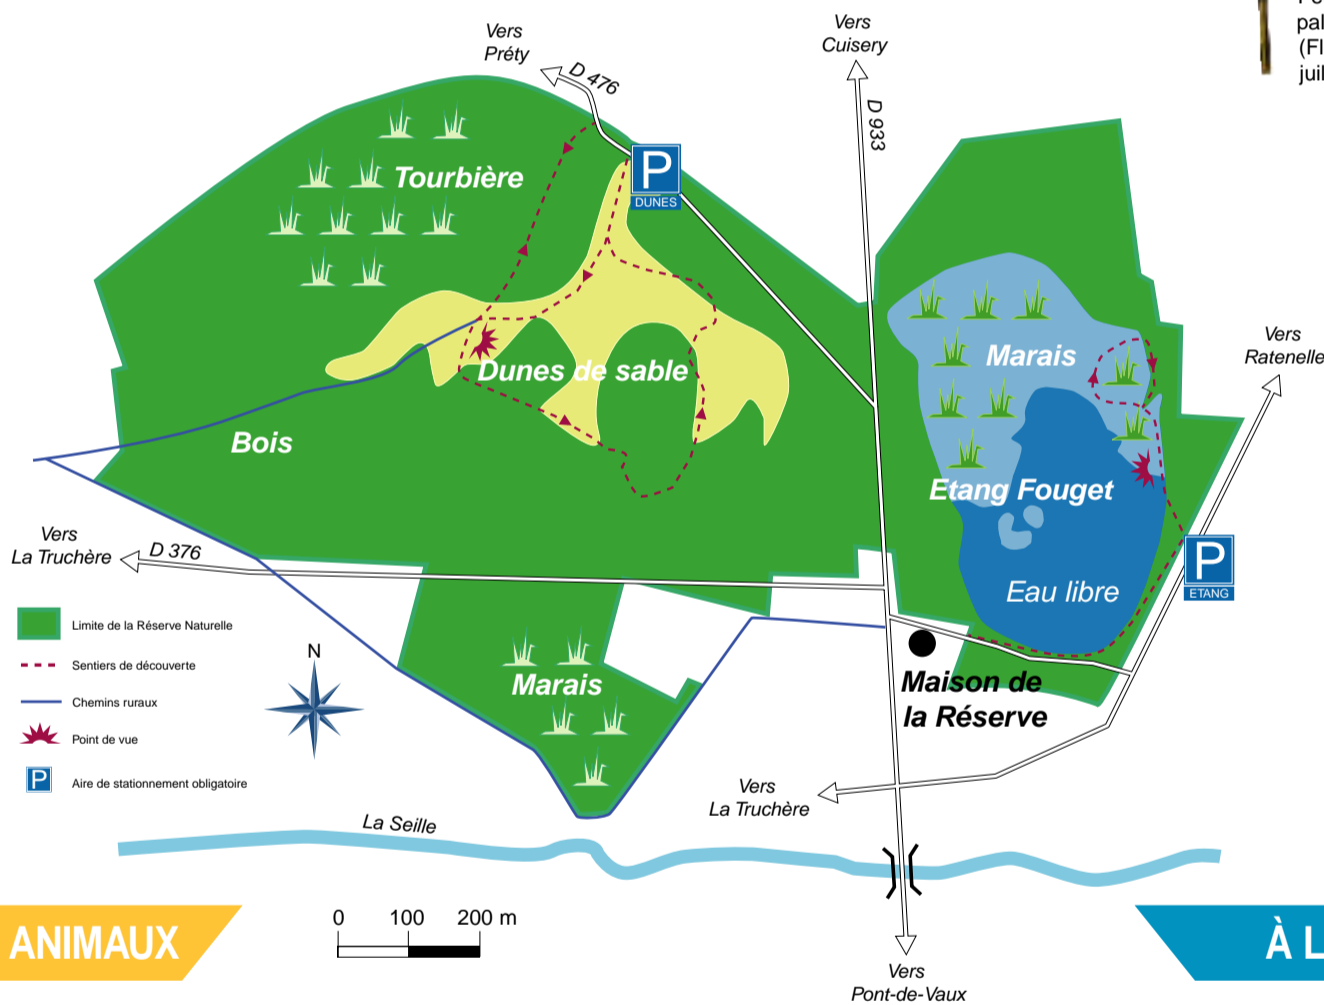 pal
(Fl
juil
Vers
Cuisery
Vers
Préty
D 476
D 933
P
DUNES
Tourbière
Vers
Ratenelle
Marais
Dunes de sable
Bois
Etang Fouget
Vers
La Truchère
D 376
P
ETANG
Eau libre
Limite de la Réserve Naturelle
Sentiers de découverte
Chemins ruraux
Point de vue
P
Aire de stationnement obligatoire
N
Marais
Maison de
la Réserve
Vers
La Truchère
La Seille
0 100 200 m
Vers
Pont-de-Vaux
ANIMAUX
À L